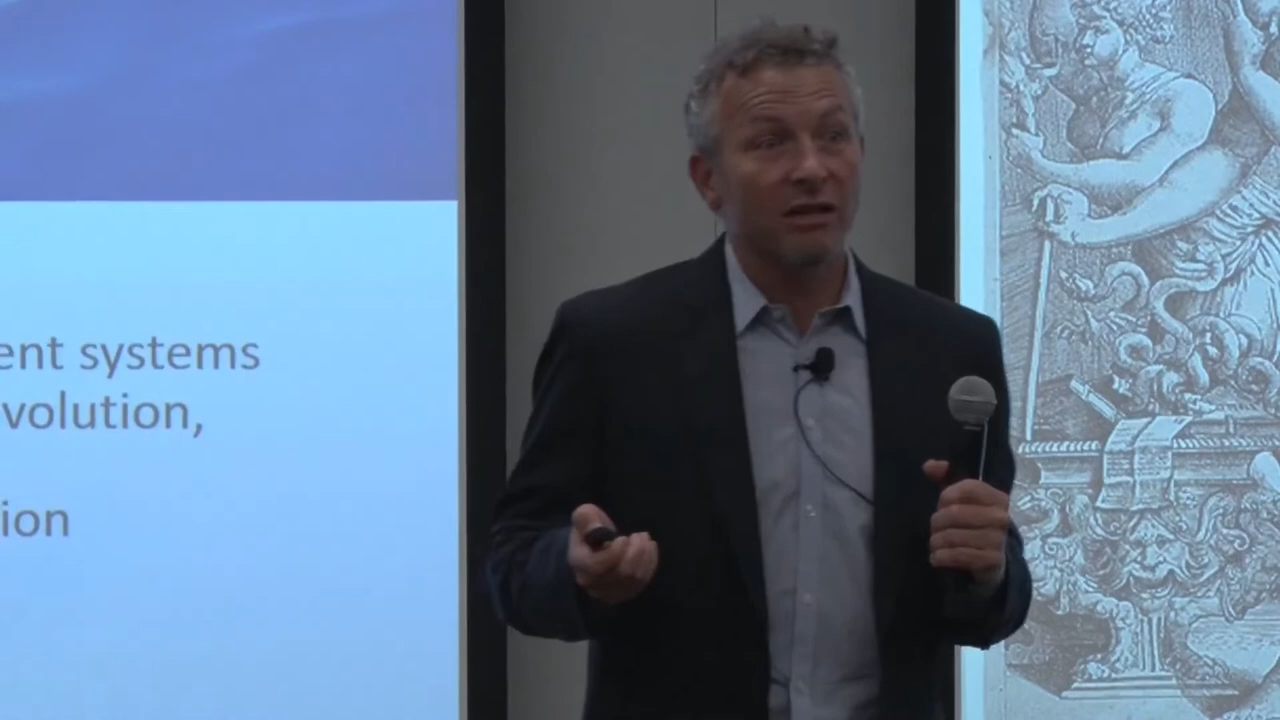 ent systems
volution,
ion